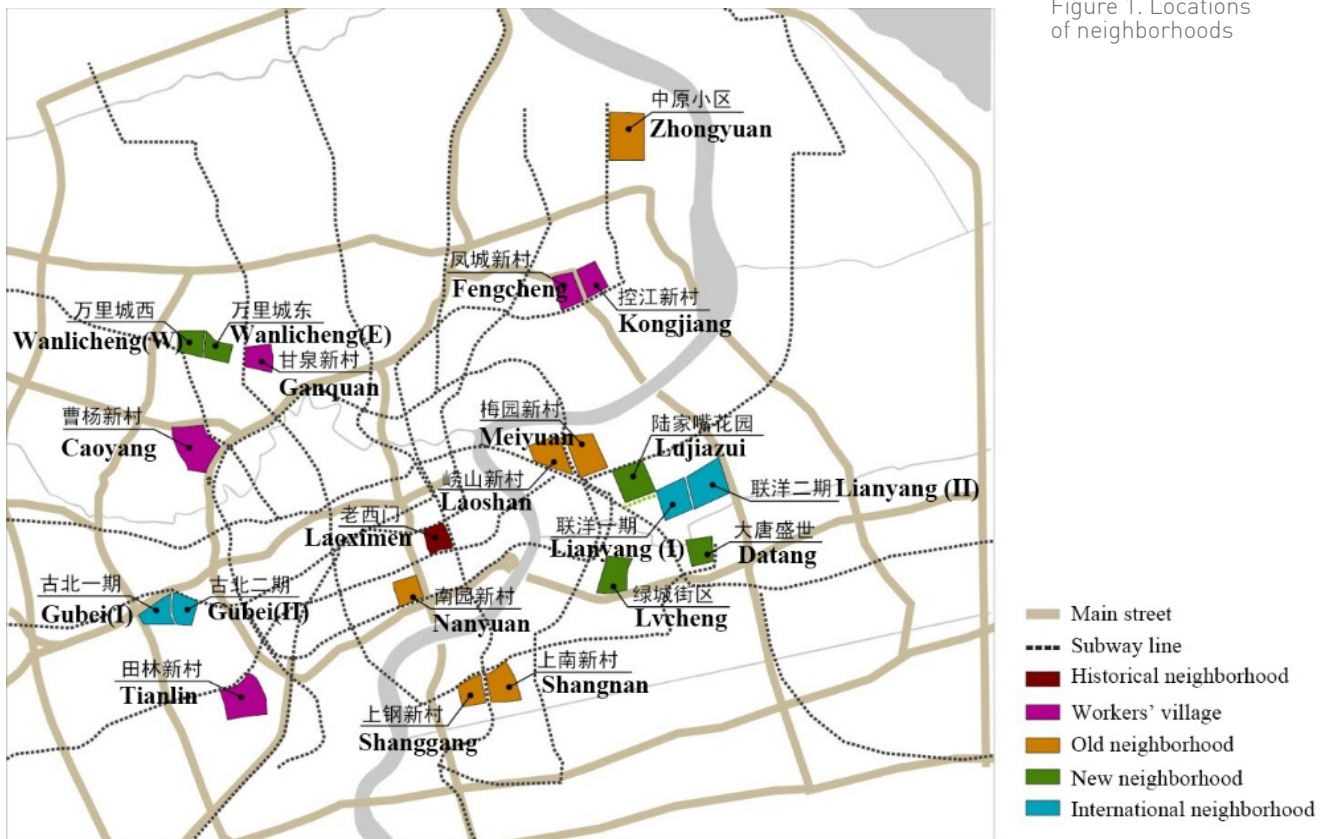 Figure 1. Locations
of neighborhoods
中原小区
Zhongyuan
凤城新村
Fengcheng
控江新村
Kongjiang
万里城西
Wanlicheng(W)
万里城东
Wanlicheng(E)
甘泉新村
Ganquan
曹杨新村
Caoyang
梅园新村
Meiyuan
陆家嘴花园
Lujiazui
崂山新村
Laoshan
联洋二期 Lianyang (II)
老西门
Laoximen
联洋一期
Lianyang (I)
大唐盛世
Datang
古北一期
Gubei(I)
古北二期
Gubei(II)
南园新村
Nanyuan
绿城街区
Lvcheng
田林新村
Tianlin
上南新村
Shangnan
上钢新村
Shanggang
Main street
Subway line
Historical neighborhood
Workers' village
Old neighborhood
New neighborhood
International neighborhood